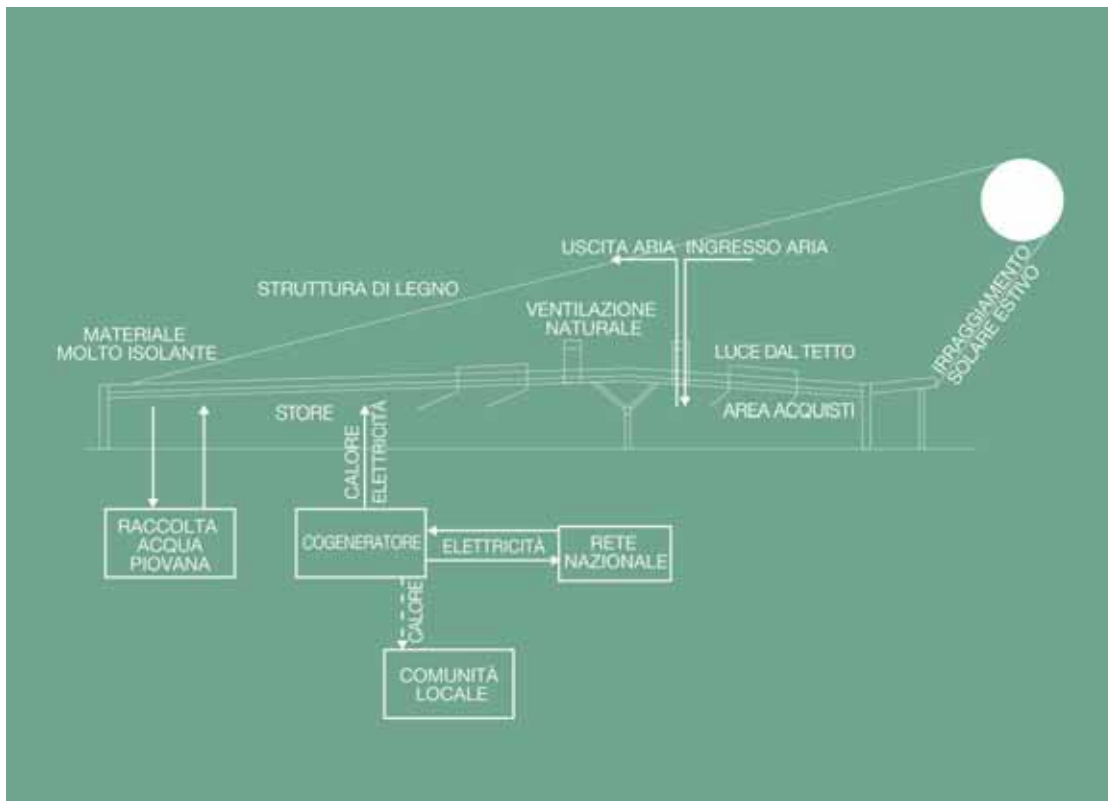 USCITA ARIA
INGRESSO ARIA
STRUTTURA DI LEGNO
VENTILAZIONE
NATURALE
MATERIALE
MOLTO ISOLANTE
LUCE DAL TETTO
IRRAGGIAMENTO
SOLARE ESTIVO
STORE
AREA ACQUISTI
CALORE
ELETTRICITÀ
RACCOLTA
ACQUA
PIOVANA
COGENERATORE
ELETTRICITÀ
RETE
NAZIONALE
CALORE
COMUNITÀ
LOCALE